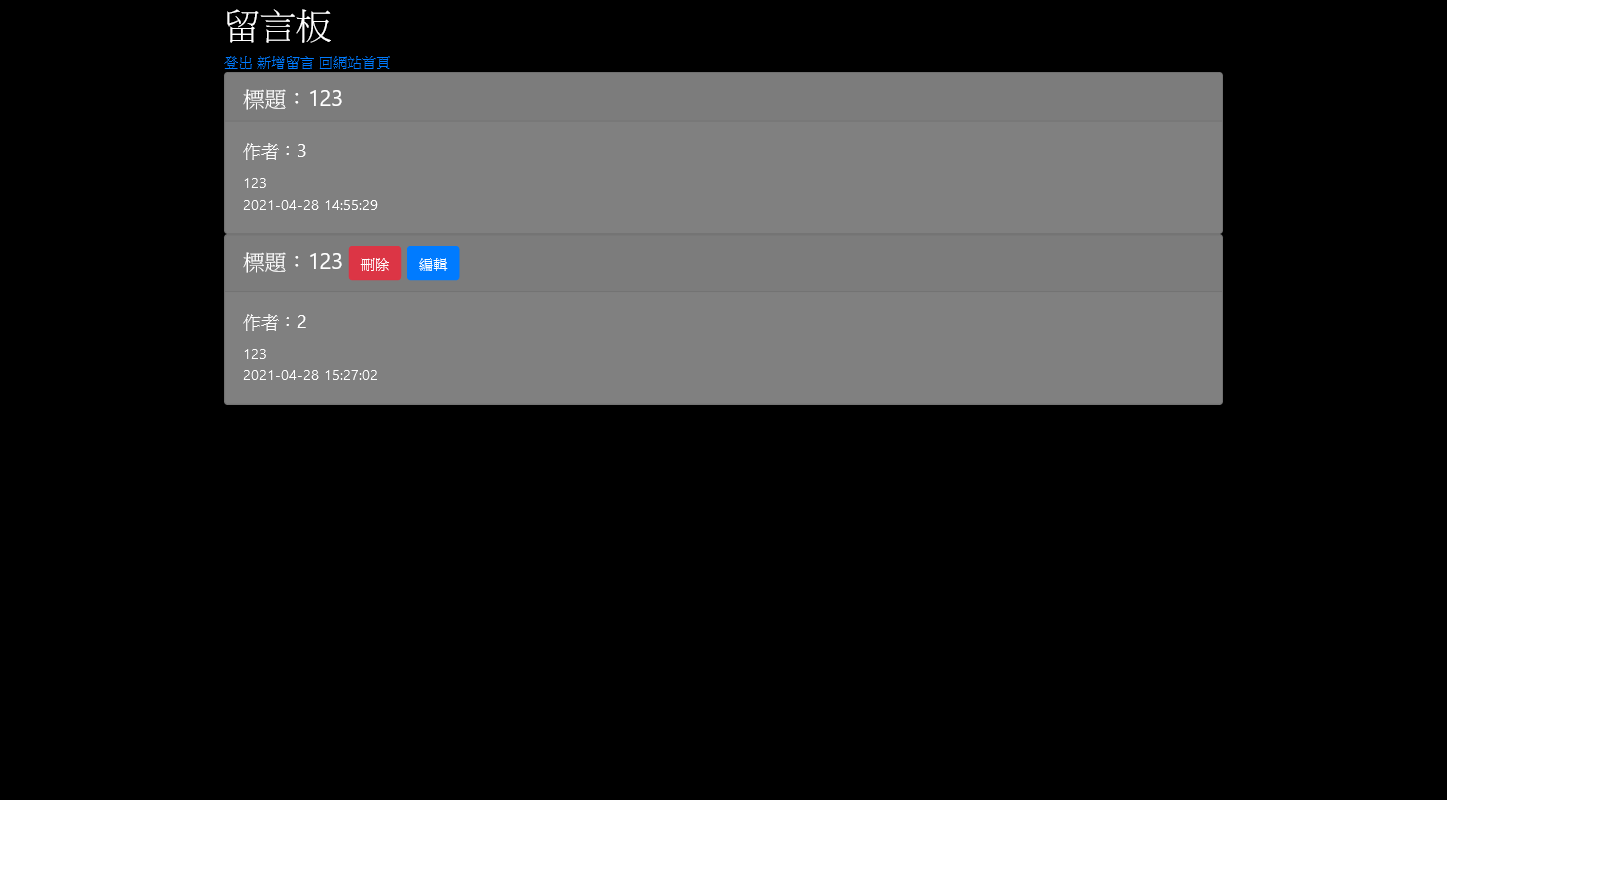 留言板
登出 新增留言 回網站首頁
標題：123
作者：3
123
2021-04-28 14:55:29
標題：123 刪除 編輯
作者：2
123
2021-04-28 15:27:02